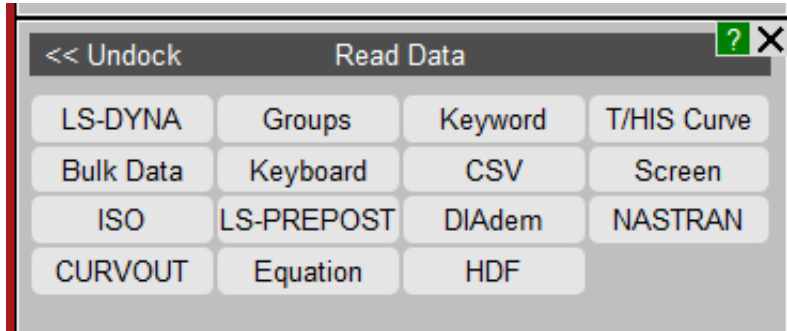 << Undock Read Data ? X
LS-DYNA Groups Keyword T/HIS Curve
Bulk Data Keyboard CSV Screen
ISO LS-PREPOST DIAdem NASTRAN
CURVOUT Equation HDF